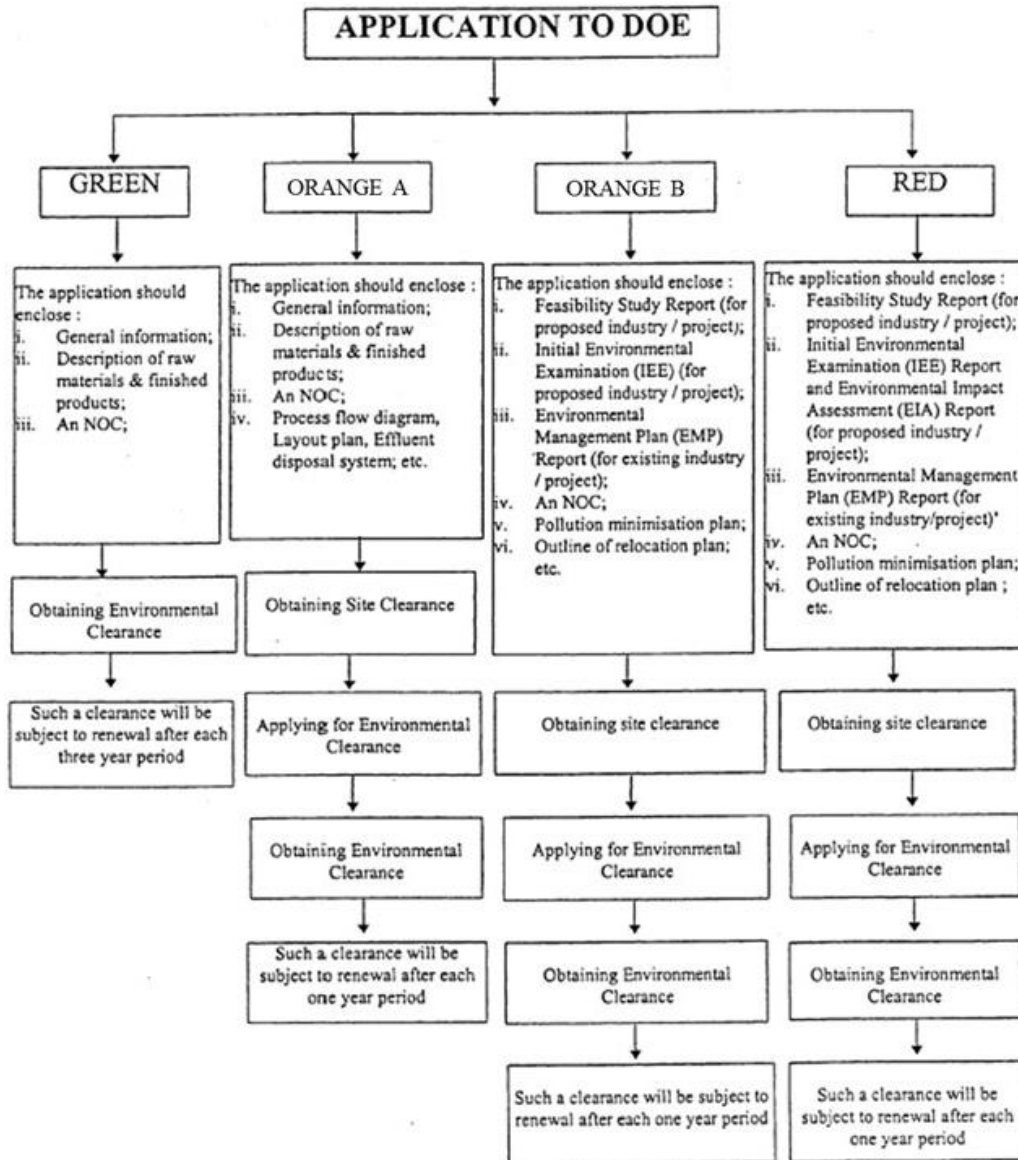 APPLICATION TO DOE
GREEN
The application should
enclose :
i. General information;
ii. Description of raw
materials & finished
products;
iii. An NOC;
Obtaining Environmental
Clearance
Such a clearance will be
subject to renewal after each
three year period
ORANGE A
The application should enclose :
i. General information;
ii. Description of raw
materials & finished
products;
iii. An NOC;
iv. Process flow diagram,
Layout plan, Effluent
disposal system; etc.
Obtaining Site Clearance
Applying for Environmental
Clearance
Obtaining Environmental
Clearance
Such a clearance will be
subject to renewal after each
one year period
ORANGE B
The application should enclose :
i. Feasibility Study Report (for
proposed industry / project);
ii. Initial Environmental
Examination (IEE) (for
proposed industry / project);
iii. Environmental
Management Plan (EMP)
Report (for existing industry
/ project);
iv. An NOC;
v. Pollution minimisation plan;
vi. Outline of relocation plan;
etc.
Obtaining site clearance
Applying for Environmental
Clearance
Obtaining Environmental
Clearance
Such a clearance will be subject to
renewal after each one year period
RED
The application should enclose :
i. Feasibility Study Report (for
proposed industry / project);
ii. Initial Environmental
Examination (IEE) Report
and Environmental Impact
Assessment (EIA) Report
(for proposed industry /
project);
iii. Environmental Management
Plan (EMP) Report (for
existing industry/project)'
iv. An NOC;
v. Pollution minimisation plan;
vi. Outline of relocation plan ;
etc.
Obtaining site clearance
Applying for Environmental
Clearance
Obtaining Environmental
Clearance
Such a clearance will be
subject to renewal after each
one year period